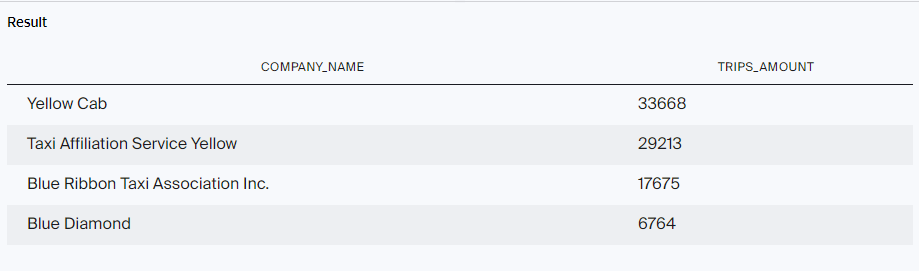 Result
COMPANY_NAME TRIPS_AMOUNT
Yellow Cab 33668
Taxi Affiliation Service Yellow 29213
Blue Ribbon Taxi Association Inc. 17675
Blue Diamond 6764